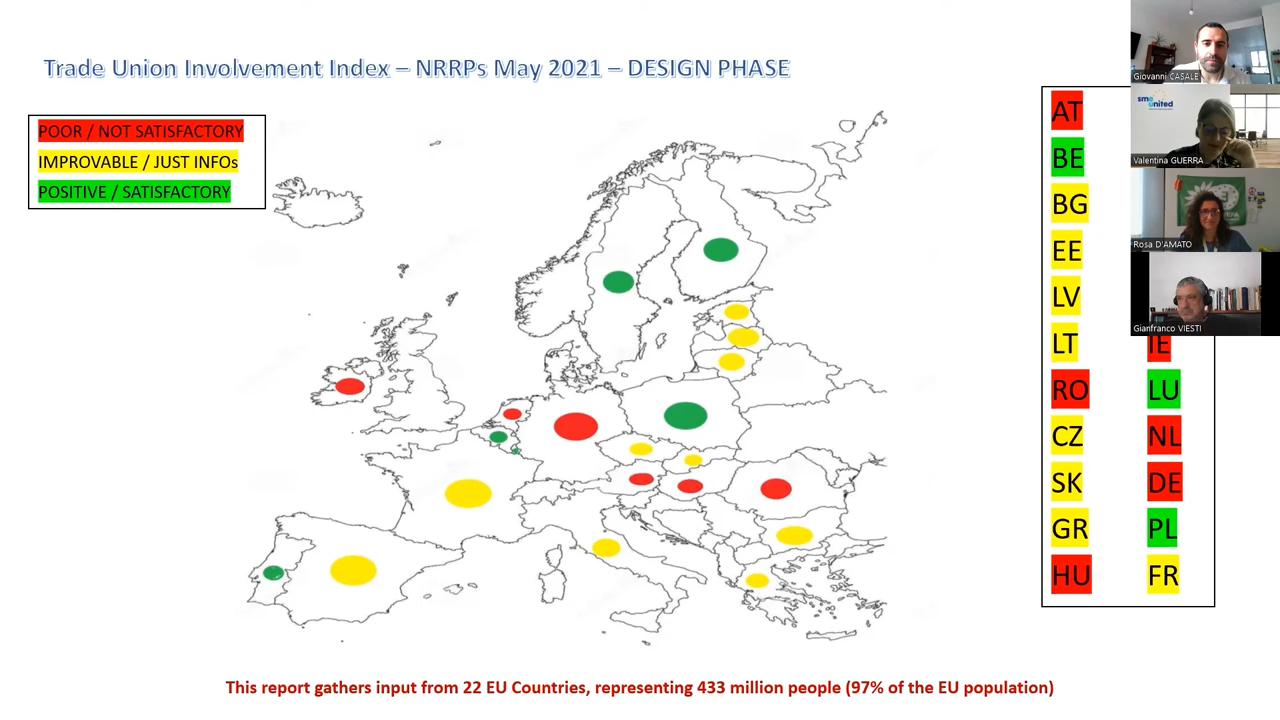 Trade Union Involvement Index – NRRPs May 2021 – DESIGN PHASE
POOR / NOT SATISFACTORY
IMPROVABLE / JUST INFOs
POSITIVE / SATISFACTORY
AT
BE
BG
EE
LV
LT
RO
CZ
SK
GR
HU
IE
LU
NL
DE
PL
FR
Giovanni CASALE
sme united
Valentina GUERRA
Rosa D'AMATO
Gianfranco VIESTI
This report gathers input from 22 EU Countries, representing 433 million people (97% of the EU population)